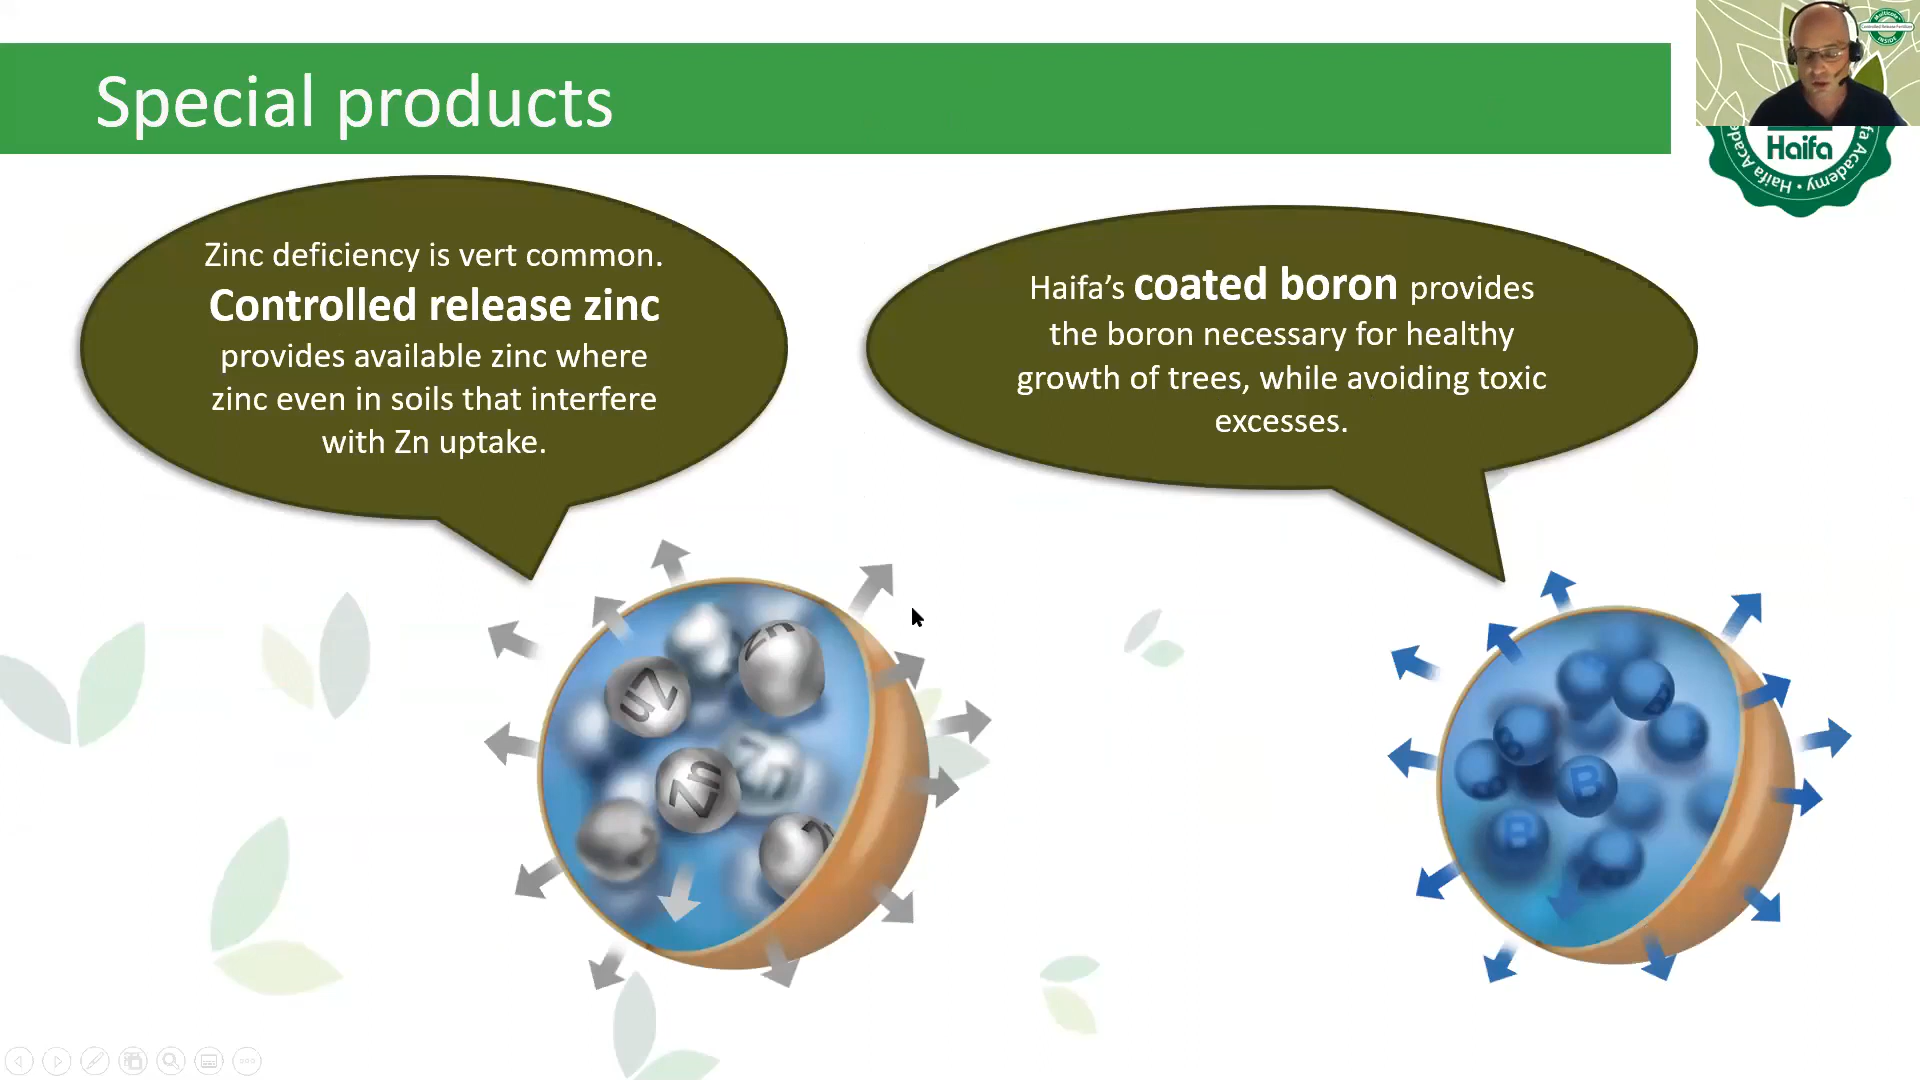 Special products
Haifa
Haifa Academy
Zinc deficiency is vert common.
Controlled release zinc
provides available zinc where
zinc even in soils that interfere
with Zn uptake.
Haifa’s coated boron provides
the boron necessary for healthy
growth of trees, while avoiding toxic
excesses.
Zn
Zn
Zn
Zn
B
B
B
B
B